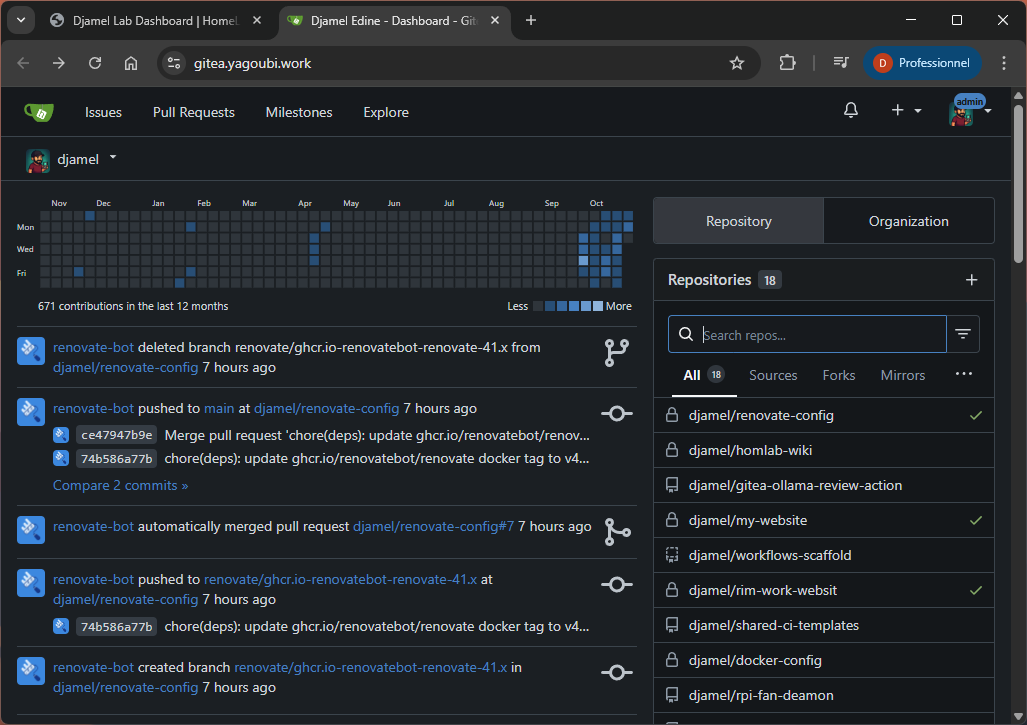 Djamel Lab Dashboard | HomeL
Djamel Edine - Dashboard - Gite
gitea.yagoubi.work
D Professionnel
Issues Pull Requests Milestones Explore
admin
djamel
Nov Dec Jan Feb Mar Apr May Jun Jul Aug Sep Oct
Mon
Wed
Fri
671 contributions in the last 12 months
Less More
renovate-bot deleted branch renovate/ghcr.io-renovatebot-renovate-41.x from
djamel/renovate-config 7 hours ago
renovate-bot pushed to main at djamel/renovate-config 7 hours ago
ce47947b9e Merge pull request 'chore(deps): update ghcr.io/renovatebot/renov...
74b586a77b chore(deps): update ghcr.io/renovatebot/renovate docker tag to v4...
Compare 2 commits »
renovate-bot automatically merged pull request djamel/renovate-config#7 7 hours ago
renovate-bot pushed to renovate/ghcr.io-renovatebot-renovate-41.x at
djamel/renovate-config 7 hours ago
74b586a77b chore(deps): update ghcr.io/renovatebot/renovate docker tag to v4...
renovate-bot created branch renovate/ghcr.io-renovatebot-renovate-41.x in
djamel/renovate-config 7 hours ago
Repository Organization
Repositories 18
Search repos...
All 18 Sources Forks Mirrors
djamel/renovate-config
djamel/homlab-wiki
djamel/gitea-ollama-review-action
djamel/my-website
djamel/workflows-scaffold
djamel/rim-work-websit
djamel/shared-ci-templates
djamel/docker-config
djamel/rpi-fan-deamon